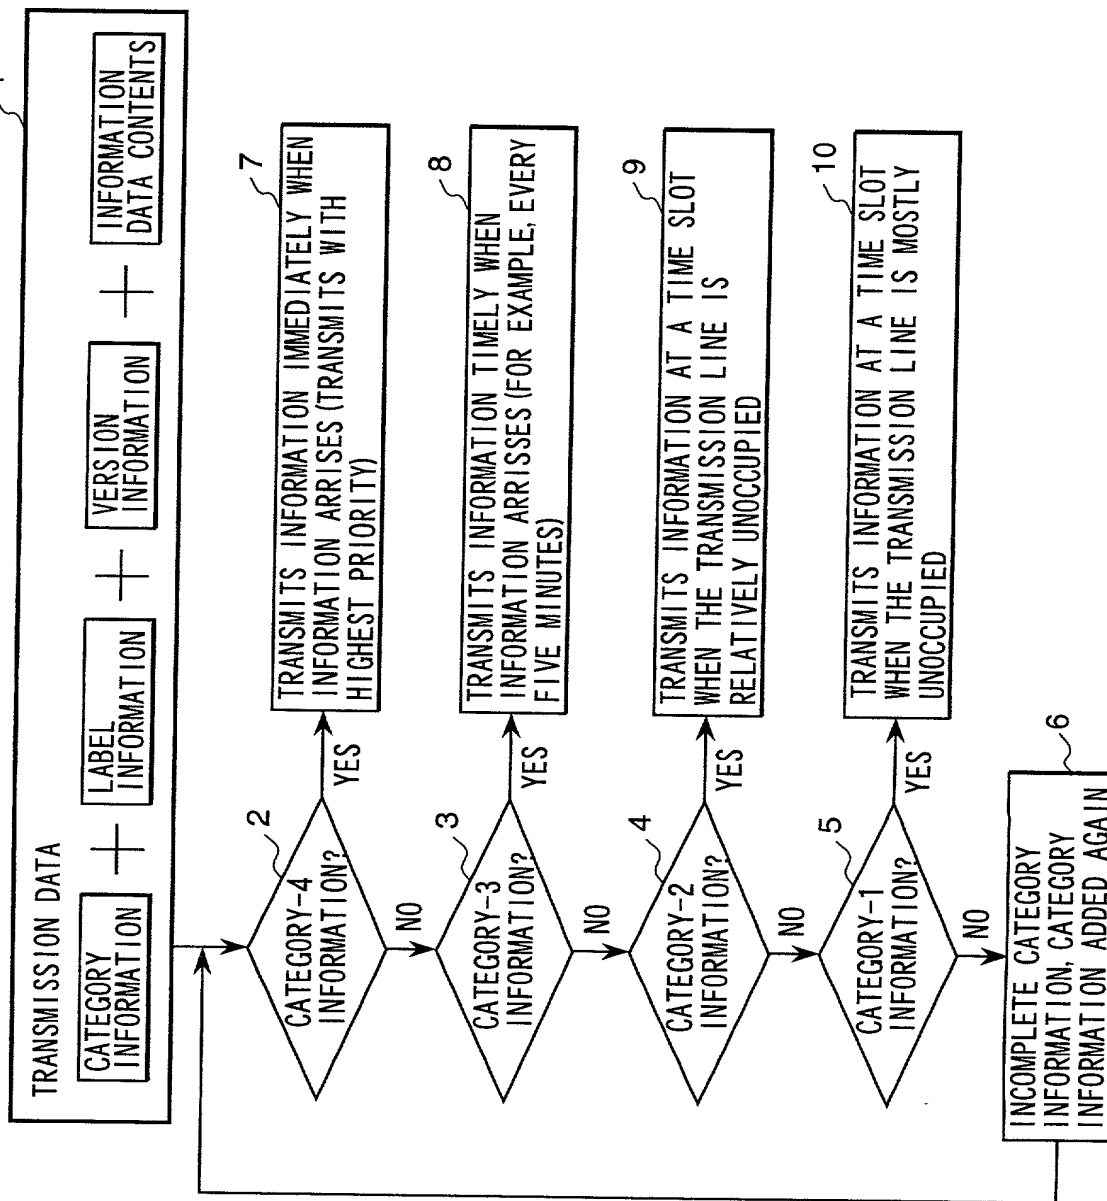 TRANSMISSION DATA
CATEGORY
INFORMATION
+
LABEL
INFORMATION
+
VERSION
INFORMATION
+
INFORMATION
DATA CONTENTS
2
CATEGORY-4
INFORMATION?
YES
NO
7
TRANSMITS INFORMATION IMMEDIATELY WHEN
INFORMATION ARRISES (TRANSMITS WITH
HIGHEST PRIORITY)
3
CATEGORY-3
INFORMATION?
YES
NO
8
TRANSMITS INFORMATION TIMELY WHEN
INFORMATION ARRISSES (FOR EXAMPLE, EVERY
FIVE MINUTES)
4
CATEGORY-2
INFORMATION?
YES
NO
9
TRANSMITS INFORMATION AT A TIME SLOT
WHEN THE TRANSMISSION LINE IS
RELATIVELY UNOCCUPIED
5
CATEGORY-1
INFORMATION?
YES
NO
10
TRANSMITS INFORMATION AT A TIME SLOT
WHEN THE TRANSMISSION LINE IS MOSTLY
UNOCCUPIED
6
INCOMPLETE CATEGORY
INFORMATION, CATEGORY
INFORMATION ADDED AGAIN